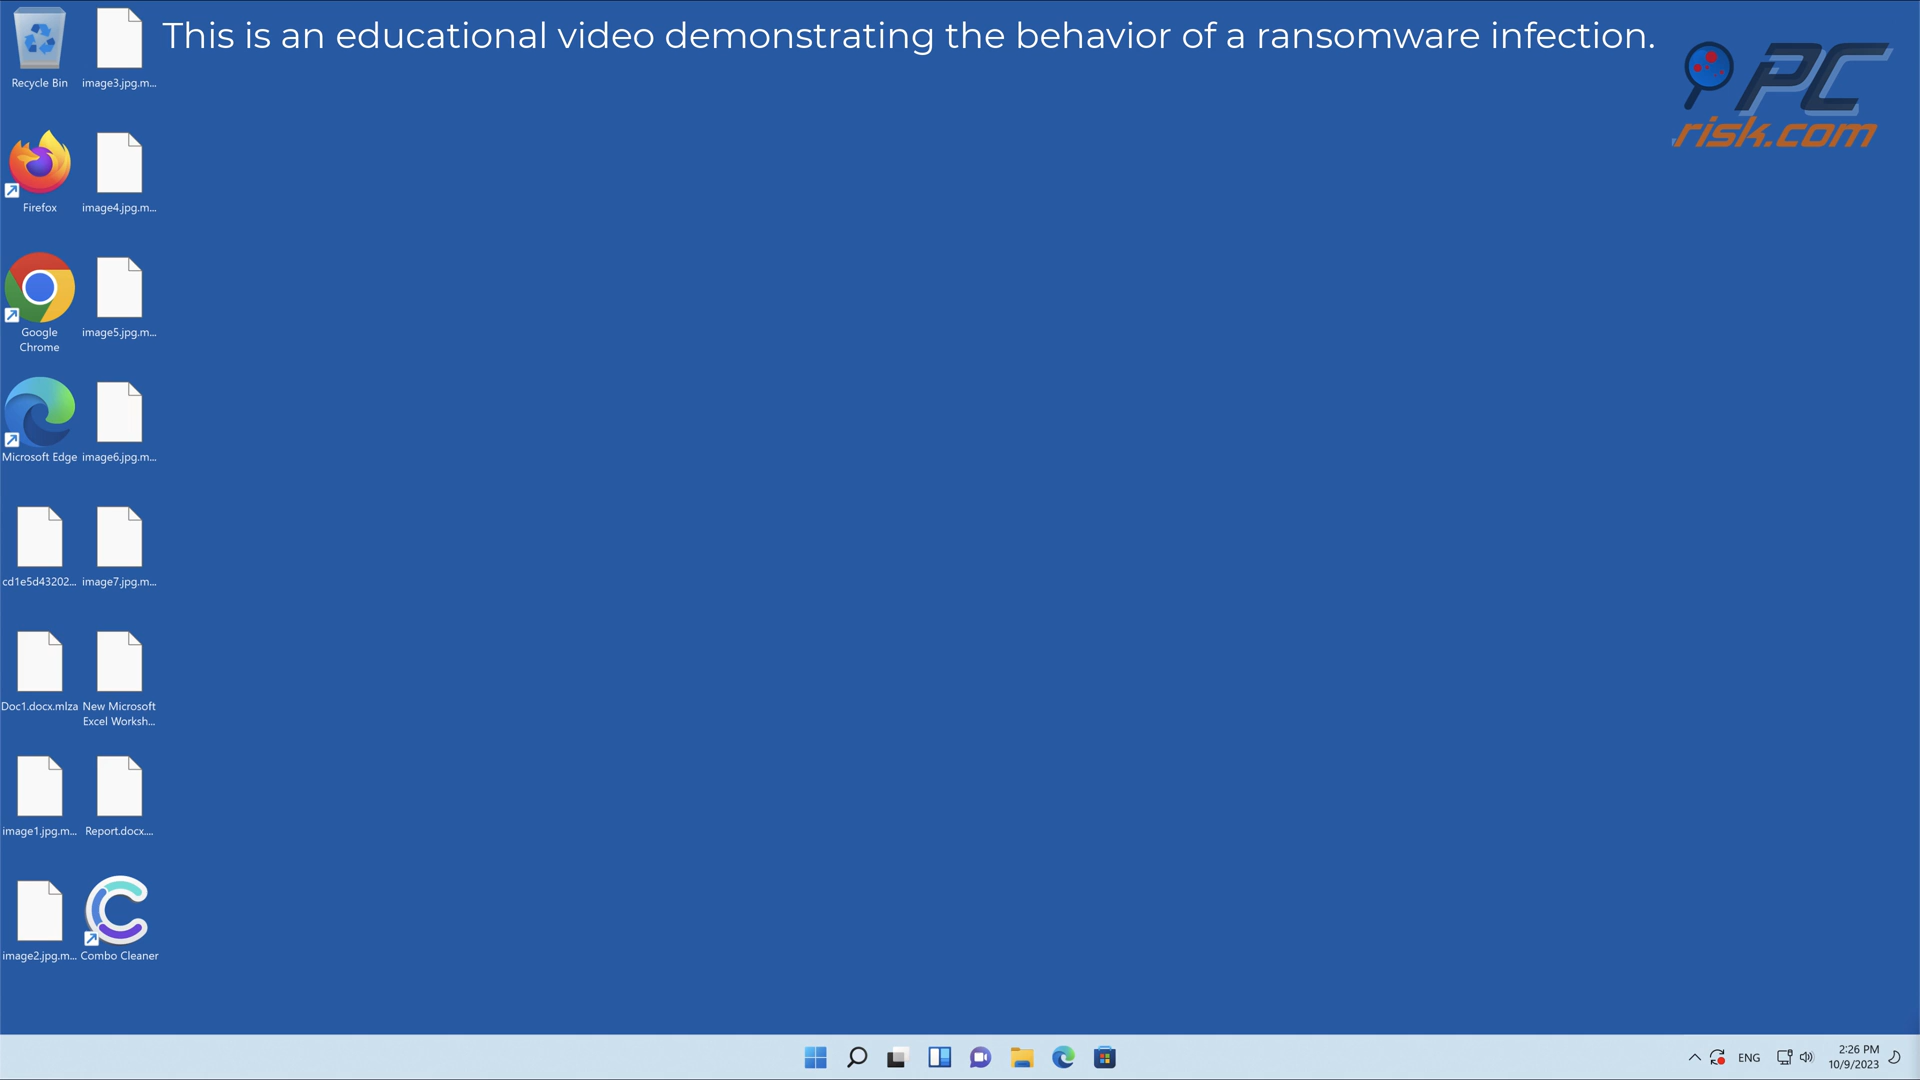 This is an educational video demonstrating the behavior of a ransomware infection.
PC
risk.com
Recycle Bin
image3.jpg.m...
Firefox
image4.jpg.m...
Google
Chrome
image5.jpg.m...
Microsoft Edge
image6.jpg.m...
cd1e5d43202...
image7.jpg.m...
Doc1.docx.mlza
New Microsoft
Excel Worksh...
image1.jpg.m...
Report.docx....
image2.jpg.m...
Combo Cleaner
ENG
2:26 PM
10/9/2023